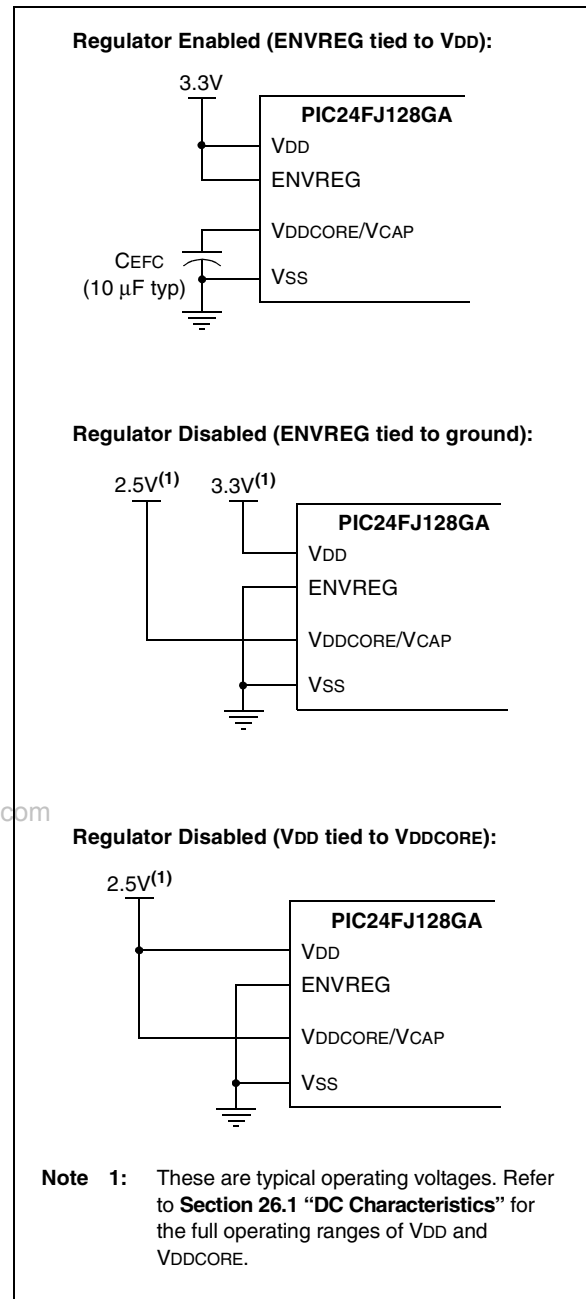 Regulator Enabled (ENVREG tied to VDD):
3.3V
PIC24FJ128GA
VDD
ENVREG
VDDCORE/VCAP
CEFC
(10 μF typ)
VSS
Regulator Disabled (ENVREG tied to ground):
2.5V(1) 3.3V(1)
PIC24FJ128GA
VDD
ENVREG
VDDCORE/VCAP
VSS
com
Regulator Disabled (VDD tied to VDDCORE):
2.5V(1)
PIC24FJ128GA
VDD
ENVREG
VDDCORE/VCAP
VSS
Note 1: These are typical operating voltages. Refer
to Section 26.1 “DC Characteristics” for
the full operating ranges of VDD and
VDDCORE.